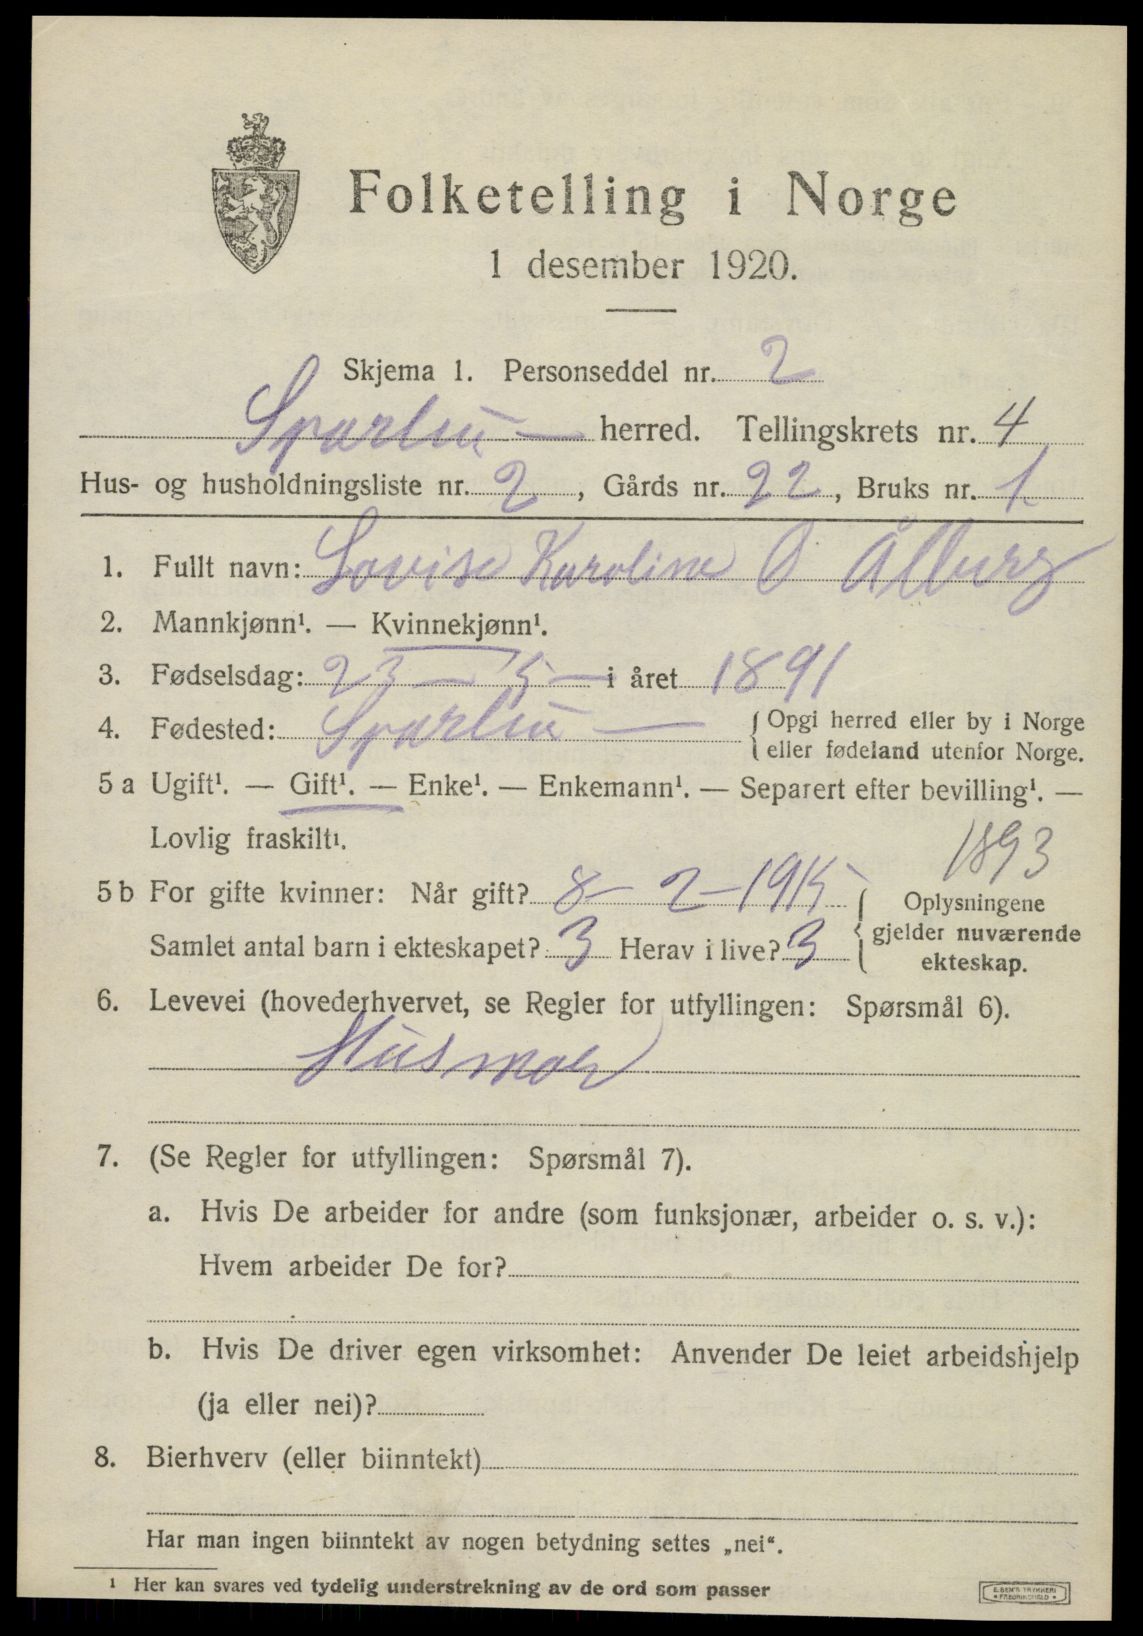 Folketelling i Norge
1 desember 1920.
Skjema 1. Personseddel nr. 2
Sparbu — herred. Tellingskrets nr. 4
Hus- og husholdningsliste nr. 2, Gårds nr. 22, Bruks nr. 1.
1. Fullt navn: Lovise Karoline O Ålburg
2. Mannkjønn¹. — Kvinnekjønn¹.
3. Fødselsdag: 23 — 5 — i året 1891
4. Fødested: Sparbu — { Opgi herred eller by i Norge
eller fødeland utenfor Norge.
5 a Ugift¹. — Gift¹. — Enke¹. — Enkemann¹. — Separert efter bevilling¹. —
Lovlig fraskilt¹.
1893
5 b For gifte kvinner: Når gift? 8 – 2 – 1915
Samlet antal barn i ekteskapet? 3 Herav i live? 3
{ Oplysningene
gjelder nuværende
ekteskap.
6. Levevei (hovederhvervet, se Regler for utfyllingen: Spørsmål 6).
Husmor
7. (Se Regler for utfyllingen: Spørsmål 7).
a. Hvis De arbeider for andre (som funksjonær, arbeider o. s. v.):
Hvem arbeider De for?
b. Hvis De driver egen virksomhet: Anvender De leiet arbeidshjelp
(ja eller nei)?
8. Bierhverv (eller biinntekt)
Har man ingen biinntekt av nogen betydning settes „nei“.
¹ Her kan svares ved tydelig understrekning av de ord som passer
E. BENS TRYKKERI
FREDRIKSHALD